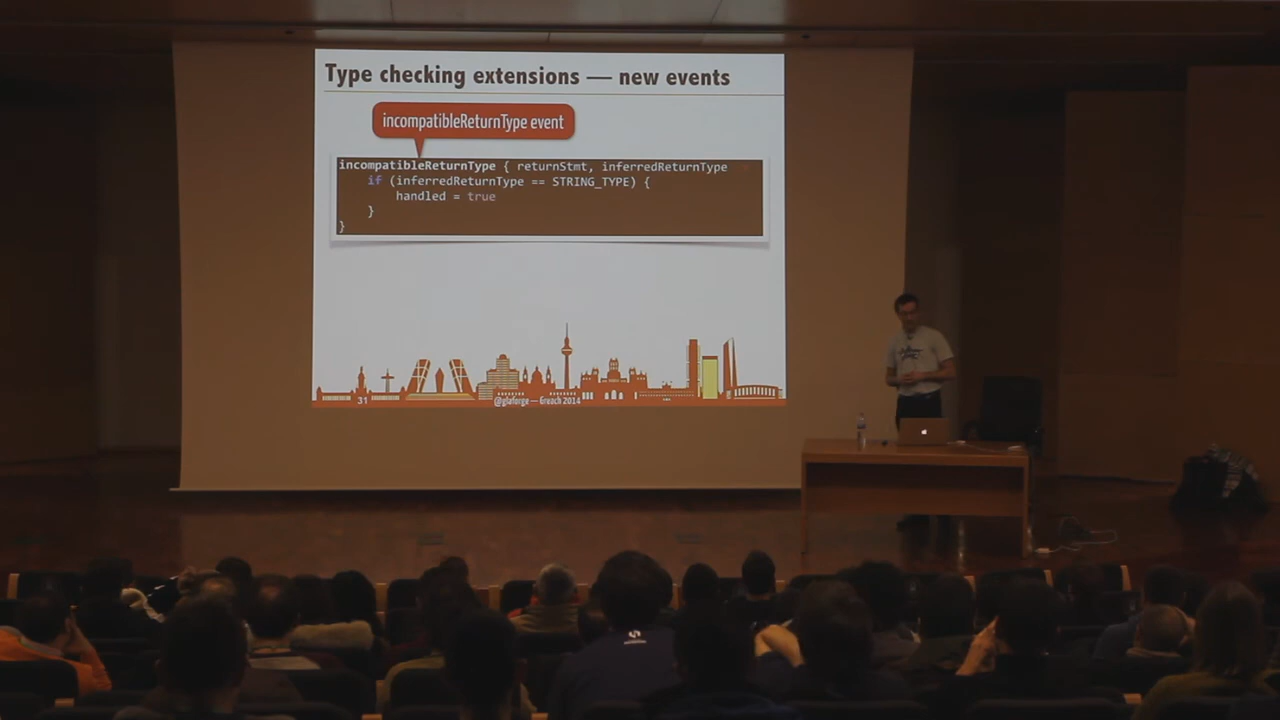 Type checking extensions — new events
incompatibleReturnType event
incompatibleReturnType { returnStmt, inferredReturnType
if (inferredReturnType == STRING_TYPE) {
handled = true
}
}
31
@glaforge — Greach 2014